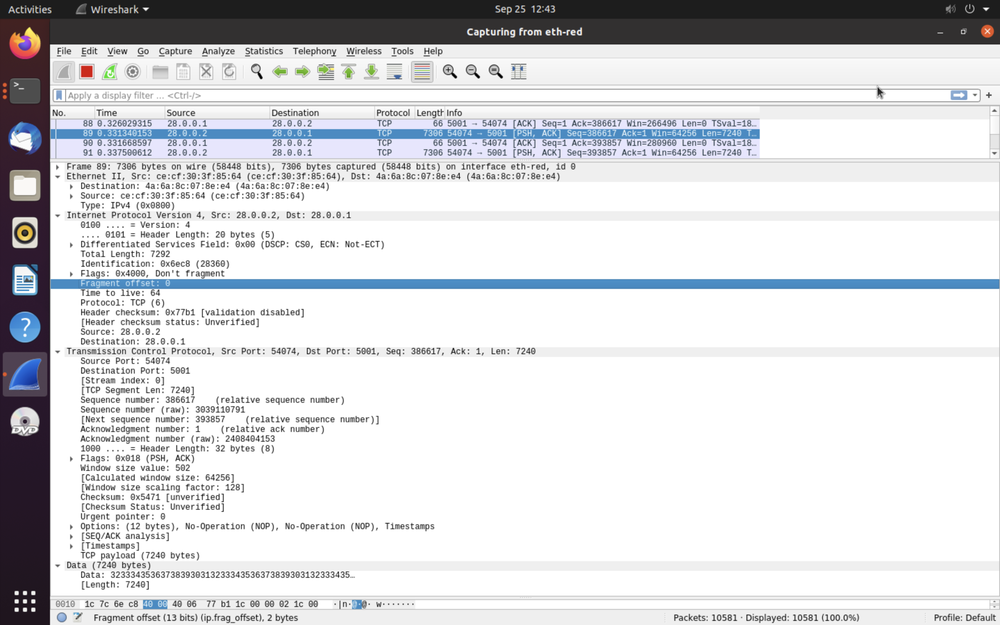 Activities Wireshark Sep 25 12:43
Capturing from eth-red
File Edit View Go Capture Analyze Statistics Telephony Wireless Tools Help
Apply a display filter … <Ctrl-/>
No. Time Source Destination Protocol Length Info
88 0.326029315 28.0.0.1 28.0.0.2 TCP 66 5001 → 54074 [ACK] Seq=1 Ack=386617 Win=266496 Len=0 TSval=18…
89 0.331340153 28.0.0.2 28.0.0.1 TCP 7306 54074 → 5001 [PSH, ACK] Seq=386617 Ack=1 Win=64256 Len=7240 T…
90 0.331668597 28.0.0.1 28.0.0.2 TCP 66 5001 → 54074 [ACK] Seq=1 Ack=393857 Win=280960 Len=0 TSval=18…
91 0.337500612 28.0.0.2 28.0.0.1 TCP 7306 54074 → 5001 [PSH, ACK] Seq=393857 Ack=1 Win=64256 Len=7240 T…
Frame 89: 7306 bytes on wire (58448 bits), 7306 bytes captured (58448 bits) on interface eth-red, id 0
Ethernet II, Src: ce:cf:30:3f:85:64 (ce:cf:30:3f:85:64), Dst: 4a:6a:8c:07:8e:e4 (4a:6a:8c:07:8e:e4)
Destination: 4a:6a:8c:07:8e:e4 (4a:6a:8c:07:8e:e4)
Source: ce:cf:30:3f:85:64 (ce:cf:30:3f:85:64)
Type: IPv4 (0x0800)
Internet Protocol Version 4, Src: 28.0.0.2, Dst: 28.0.0.1
0100 .... = Version: 4
.... 0101 = Header Length: 20 bytes (5)
Differentiated Services Field: 0x00 (DSCP: CS0, ECN: Not-ECT)
Total Length: 7292
Identification: 0x6ec8 (28360)
Flags: 0x4000, Don't fragment
Fragment offset: 0
Time to live: 64
Protocol: TCP (6)
Header checksum: 0x77b1 [validation disabled]
[Header checksum status: Unverified]
Source: 28.0.0.2
Destination: 28.0.0.1
Transmission Control Protocol, Src Port: 54074, Dst Port: 5001, Seq: 386617, Ack: 1, Len: 7240
Source Port: 54074
Destination Port: 5001
[Stream index: 0]
[TCP Segment Len: 7240]
Sequence number: 386617 (relative sequence number)
Sequence number (raw): 3039110791
[Next sequence number: 393857 (relative sequence number)]
Acknowledgment number: 1 (relative ack number)
Acknowledgment number (raw): 2408404153
1000 .... = Header Length: 32 bytes (8)
Flags: 0x018 (PSH, ACK)
Window size value: 502
[Calculated window size: 64256]
[Window size scaling factor: 128]
Checksum: 0x5471 [unverified]
[Checksum Status: Unverified]
Urgent pointer: 0
Options: (12 bytes), No-Operation (NOP), No-Operation (NOP), Timestamps
[SEQ/ACK analysis]
[Timestamps]
TCP payload (7240 bytes)
Data (7240 bytes)
Data: 323334353637383930313233343536373839303132333435…
[Length: 7240]
0010 1c 7c 6e c8 40 00 40 06 77 b1 1c 00 00 02 1c 00 ·|n·@·@· w·······
Fragment offset (13 bits) (ip.frag_offset), 2 bytes Packets: 10581 · Displayed: 10581 (100.0%) Profile: Default
DVD